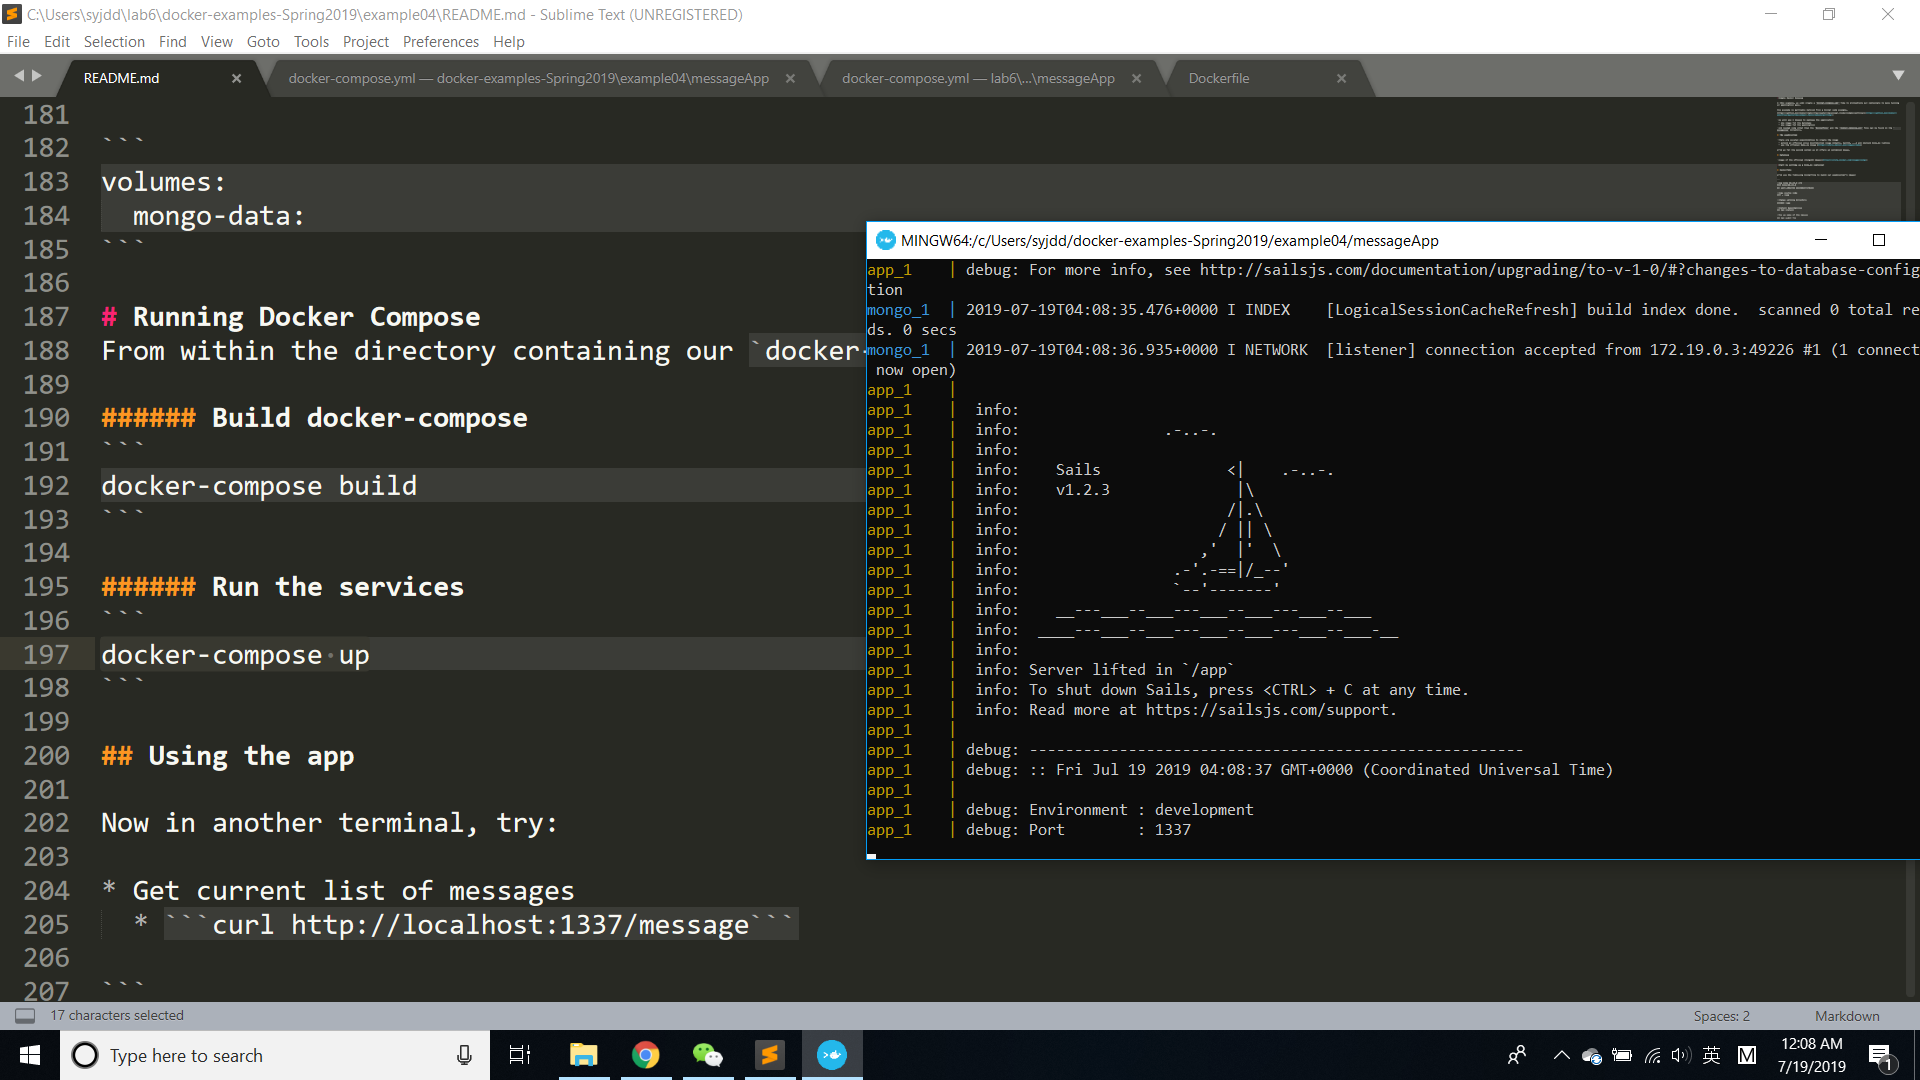 C:\Users\syjdd\lab6\docker-examples-Spring2019\example04\README.md - Sublime Text (UNREGISTERED)
File Edit Selection Find View Goto Tools Project Preferences Help
README.md
docker-compose.yml — docker-examples-Spring2019\example04\messageApp
docker-compose.yml — lab6\...\messageApp
Dockerfile
181
182 ```
183 volumes:
184   mongo-data:
185 ```
186
187 # Running Docker Compose
188 From within the directory containing our `docker-
189
190 ###### Build docker-compose
191 ```
192 docker-compose build
193 ```
194
195 ###### Run the services
196 ```
197 docker-compose up
198 ```
199
200 ## Using the app
201
202 Now in another terminal, try:
203
204 * Get current list of messages
205   * ```curl http://localhost:1337/message```
206
207 ```
MINGW64:/c/Users/syjdd/docker-examples-Spring2019/example04/messageApp
app_1    | debug: For more info, see http://sailsjs.com/documentation/upgrading/to-v-1-0/#?changes-to-database-config
tion
mongo_1  | 2019-07-19T04:08:35.476+0000 I INDEX    [LogicalSessionCacheRefresh] build index done.  scanned 0 total re
ds. 0 secs
mongo_1  | 2019-07-19T04:08:36.935+0000 I NETWORK  [listener] connection accepted from 172.19.0.3:49226 #1 (1 connect
 now open)
app_1    |
app_1    |  info:
app_1    |  info:                .-..-.
app_1    |  info:
app_1    |  info:    Sails              <|    .-..-.
app_1    |  info:    v1.2.3              |\
app_1    |  info:                       /|.\
app_1    |  info:                      / || \
app_1    |  info:                    ,'  |'  \
app_1    |  info:                 .-'.-==|/_--'
app_1    |  info:                 `--'-------'
app_1    |  info:    __---___--___---___--___---___--___
app_1    |  info:  ____---___--___---___--___---___--___-__
app_1    |  info:
app_1    |  info: Server lifted in `/app`
app_1    |  info: To shut down Sails, press <CTRL> + C at any time.
app_1    |  info: Read more at https://sailsjs.com/support.
app_1    |
app_1    | debug: -------------------------------------------------------
app_1    | debug: :: Fri Jul 19 2019 04:08:37 GMT+0000 (Coordinated Universal Time)
app_1    |
app_1    | debug: Environment : development
app_1    | debug: Port        : 1337
17 characters selected
Spaces: 2
Markdown
Type here to search
英
M
12:08 AM
7/19/2019
1